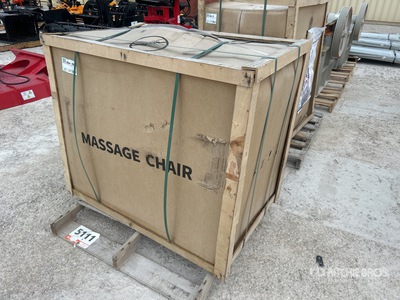 MASSAGE CHAIR
5111
RITCHIE BROS